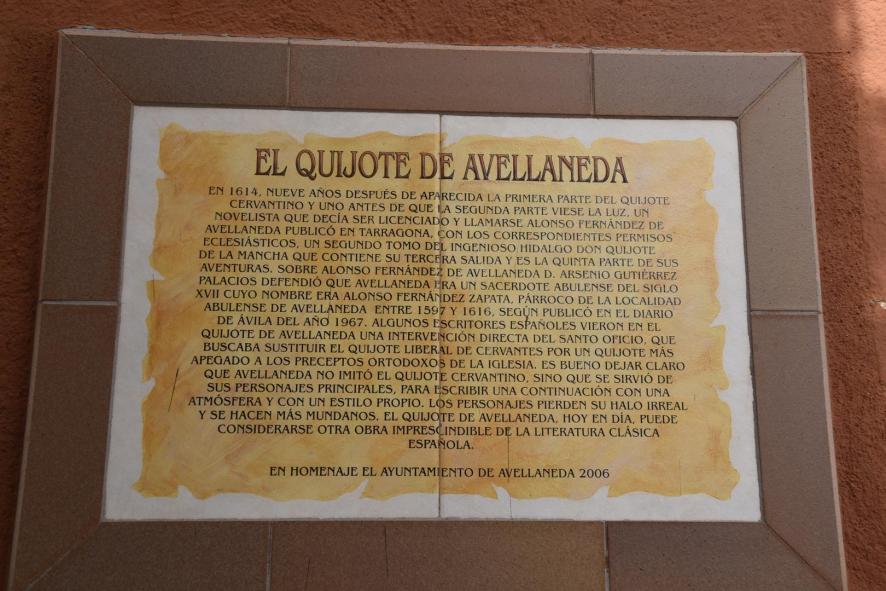 EL QUIJOTE DE AVELLANEDA
EN 1614, NUEVE AÑOS DESPUÉS DE APARECIDA LA PRIMERA PARTE DEL QUIJOTE
CERVANTINO Y UNO ANTES DE QUE LA SEGUNDA PARTE VIESE LA LUZ, UN
NOVELISTA QUE DECÍA SER LICENCIADO Y LLAMARSE ALONSO FERNÁNDEZ DE
AVELLANEDA PUBLICÓ EN TARRAGONA, CON LOS CORRESPONDIENTES PERMISOS
ECLESIÁSTICOS, UN SEGUNDO TOMO DEL INGENIOSO HIDALGO DON QUIJOTE
DE LA MANCHA QUE CONTIENE SU TERCERA SALIDA Y ES LA QUINTA PARTE DE SUS
AVENTURAS. SOBRE ALONSO FERNÁNDEZ DE AVELLANEDA D. ARSENIO GUTIÉRREZ
PALACIOS DEFENDIÓ QUE AVELLANEDA ERA UN SACERDOTE ABULENSE DEL SIGLO
XVII CUYO NOMBRE ERA ALONSO FERNÁNDEZ ZAPATA, PÁRROCO DE LA LOCALIDAD
ABULENSE DE AVELLANEDA ENTRE 1597 Y 1616, SEGÚN PUBLICÓ EN EL DIARIO
DE ÁVILA DEL AÑO 1967. ALGUNOS ESCRITORES ESPAÑOLES VIERON EN EL
QUIJOTE DE AVELLANEDA UNA INTERVENCIÓN DIRECTA DEL SANTO OFICIO, QUE
BUSCABA SUSTITUIR EL QUIJOTE LIBERAL DE CERVANTES POR UN QUIJOTE MÁS
APEGADO A LOS PRECEPTOS ORTODOXOS DE LA IGLESIA. ES BUENO DEJAR CLARO
QUE AVELLANEDA NO IMITÓ EL QUIJOTE CERVANTINO, SINO QUE SE SIRVIÓ DE
SUS PERSONAJES PRINCIPALES, PARA ESCRIBIR UNA CONTINUACIÓN CON UNA
ATMÓSFERA Y CON UN ESTILO PROPIO. LOS PERSONAJES PIERDEN SU HALO IRREAL
Y SE HACEN MÁS MUNDANOS. EL QUIJOTE DE AVELLANEDA, HOY EN DÍA, PUEDE
CONSIDERARSE OTRA OBRA IMPRESCINDIBLE DE LA LITERATURA CLÁSICA
ESPAÑOLA.
EN HOMENAJE EL AYUNTAMIENTO DE AVELLANEDA 2006